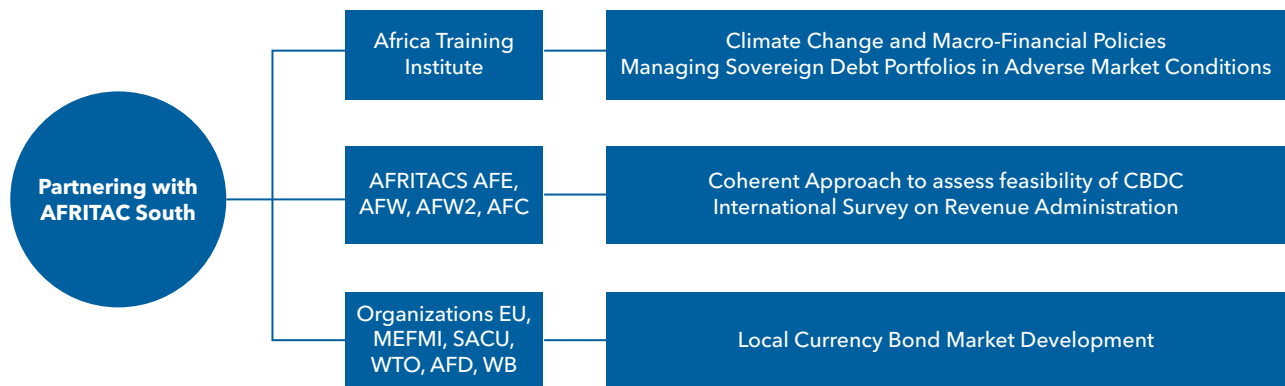 Partnering with
AFRITAC South
Africa Training
Institute
Climate Change and Macro-Financial Policies
Managing Sovereign Debt Portfolios in Adverse Market Conditions
AFRITACS AFE,
AFW, AFW2, AFC
Coherent Approach to assess feasibility of CBDC
International Survey on Revenue Administration
Organizations EU,
MEFMI, SACU,
WTO, AFD, WB
Local Currency Bond Market Development